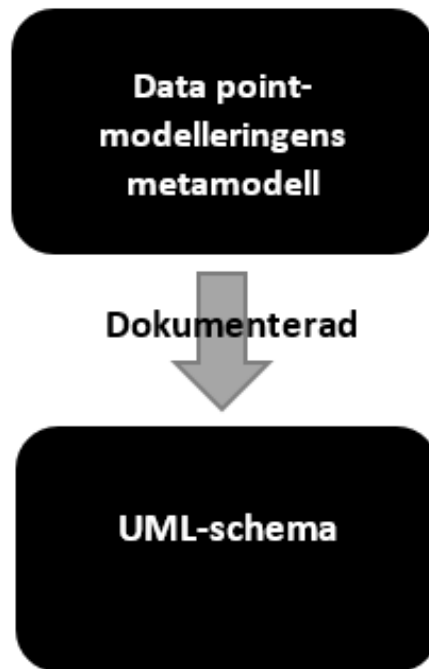 Data point-
modelleringens
metamodell
Dokumenterad
UML-schema